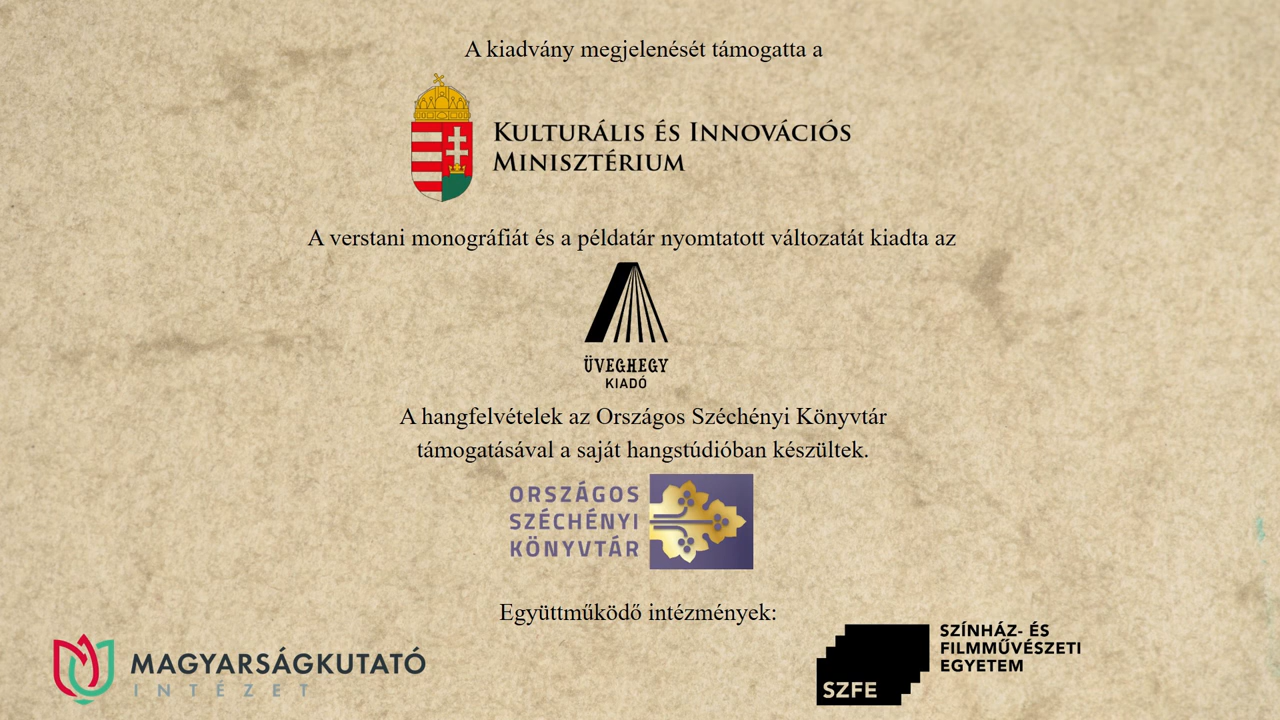 A kiadvány megjelenését támogatta a
Kulturális és Innovációs
Minisztérium
A verstani monográfiát és a példatár nyomtatott változatát kiadta az
ÜVEGHEGY
KIADÓ
A hangfelvételek az Országos Széchényi Könyvtár
támogatásával a saját hangstúdióban készültek.
ORSZÁGOS
SZÉCHÉNYI
KÖNYVTÁR
Együttműködő intézmények:
MAGYARSÁGKUTATÓ
INTÉZET
SZÍNHÁZ- ÉS
FILMMŰVÉSZETI
EGYETEM
SZFE